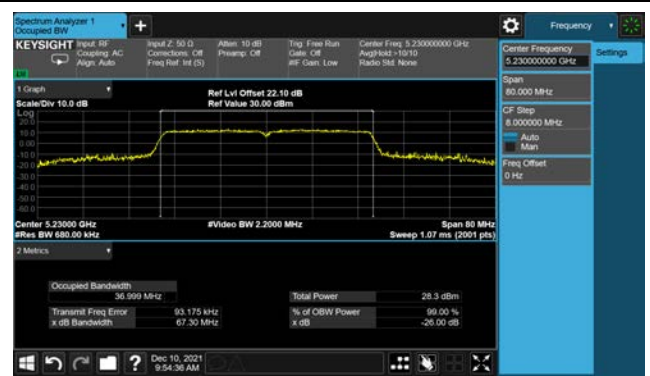 Spectrum Analyzer 1
Occupied BW
KEYSIGHT
Input: RF
Coupling: AC
Align: Auto
Input Z: 50 Ω
Corrections: Off
Freq Ref: Int (S)
Atten: 10 dB
Preamp: Off
Trig: Free Run
Gate: Off
#IF Gain: Low
Center Freq: 5.230000000 GHz
Avg|Hold:>10/10
Radio Std: None
1 Graph
Scale/Div 10.0 dB
Ref Lvl Offset 22.10 dB
Ref Value 30.00 dBm
Log
20.0
10.0
0.00
-10.0
-20.0
-30.0
-40.0
-50.0
-60.0
Center 5.23000 GHz
#Res BW 680.00 kHz
#Video BW 2.2000 MHz
Span 80 MHz
Sweep 1.07 ms (2001 pts)
2 Metrics
Occupied Bandwidth
36.999 MHz
Total Power 28.3 dBm
Transmit Freq Error 93.175 kHz
% of OBW Power 99.00 %
x dB Bandwidth 67.30 MHz
x dB -26.00 dB
Dec 10, 2021
9:54:36 AM
Frequency
Center Frequency
5.230000000 GHz
Settings
Span
80.000 MHz
CF Step
8.000000 MHz
Auto
Man
Freq Offset
0 Hz